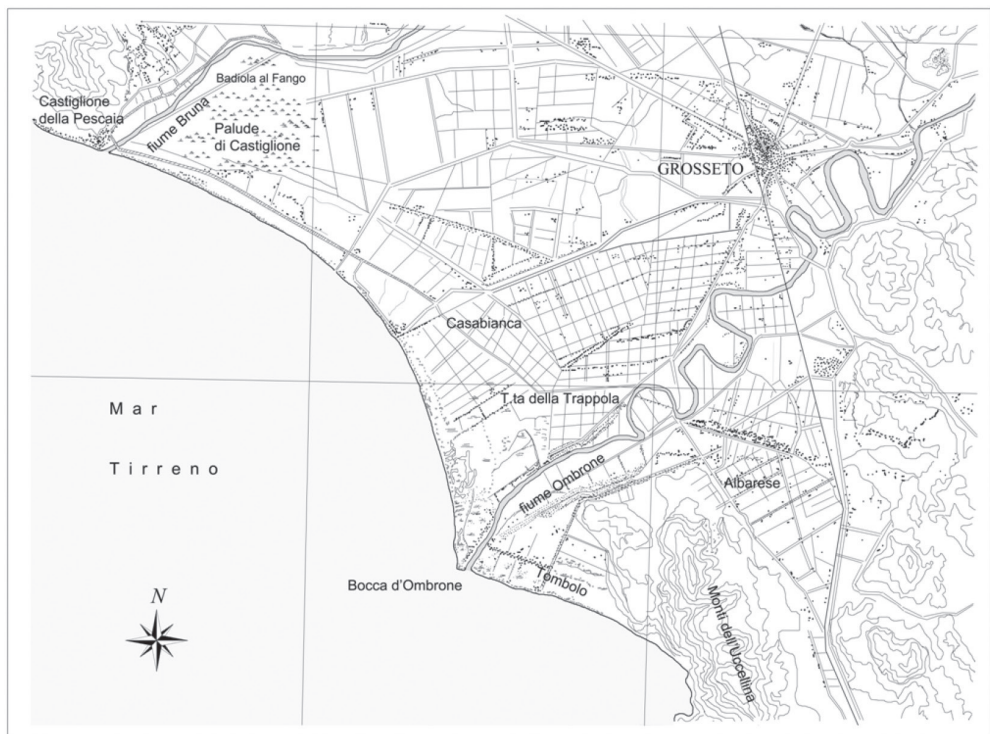 Badiola al Fango
Castiglione
della Pescaia
fiume Bruna
Palude
di Castiglione
GROSSETO
Casabianca
T.ta della Trappola
Mar
Tirreno
fiume Ombrone
Albarese
Bocca d'Ombrone
Tombolo
Monti dell'Uccellina
N